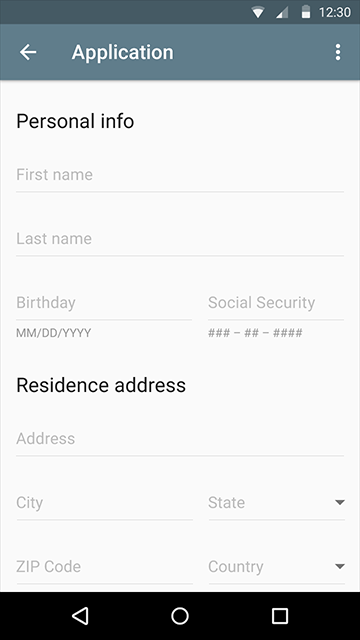 12:30
Application
Personal info
First name
Last name
Birthday Social Security
MM/DD/YYYY ### – ## – ####
Residence address
Address
City State
ZIP Code Country